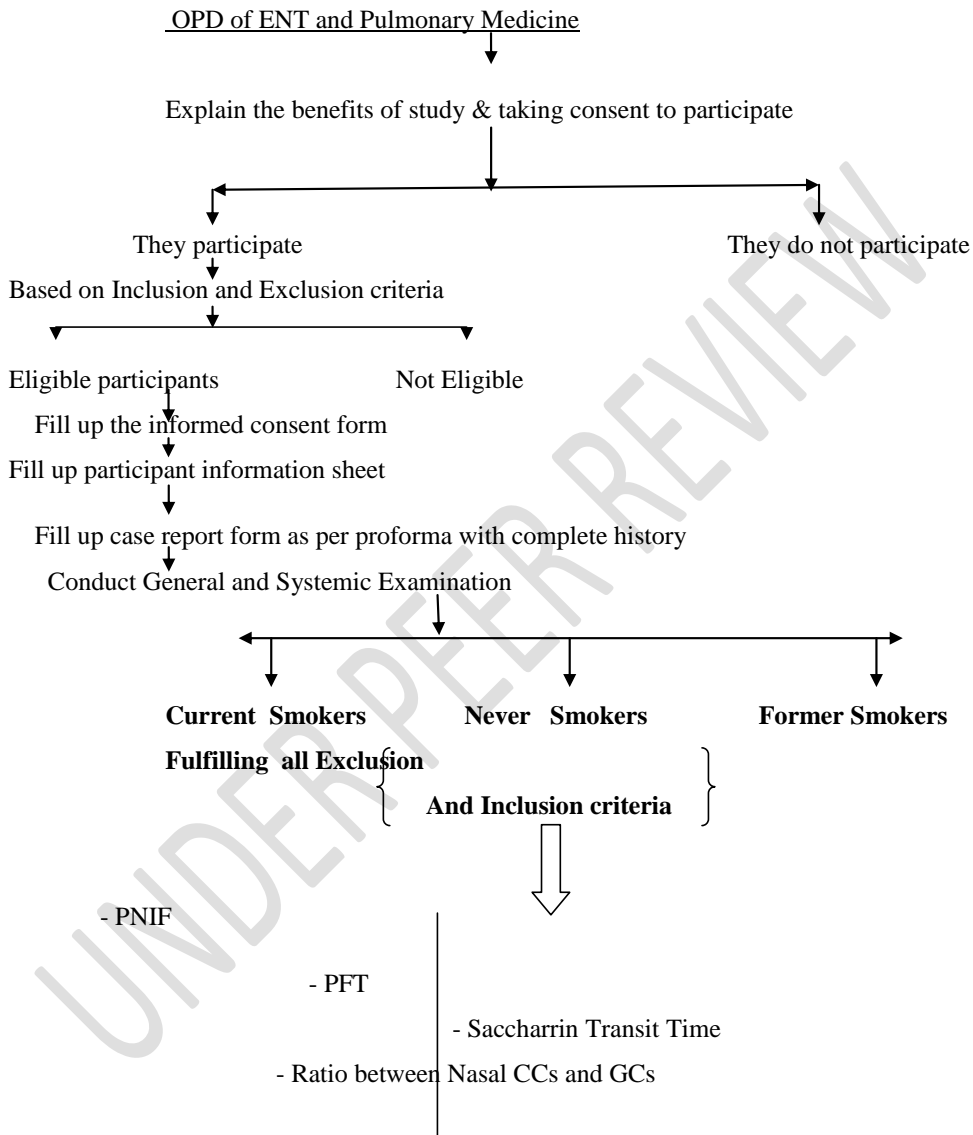 OPD of ENT and Pulmonary Medicine
Explain the benefits of study & taking consent to participate
They participate
They do not participate
Based on Inclusion and Exclusion criteria
Eligible participants
Not Eligible
Fill up the informed consent form
Fill up participant information sheet
Fill up case report form as per proforma with complete history
Conduct General and Systemic Examination
Current Smokers
Never Smokers
Former Smokers
Fulfilling all Exclusion
And Inclusion criteria
- PNIF
- PFT
- Saccharrin Transit Time
- Ratio between Nasal CCs and GCs
UNDER PEER REVIEW